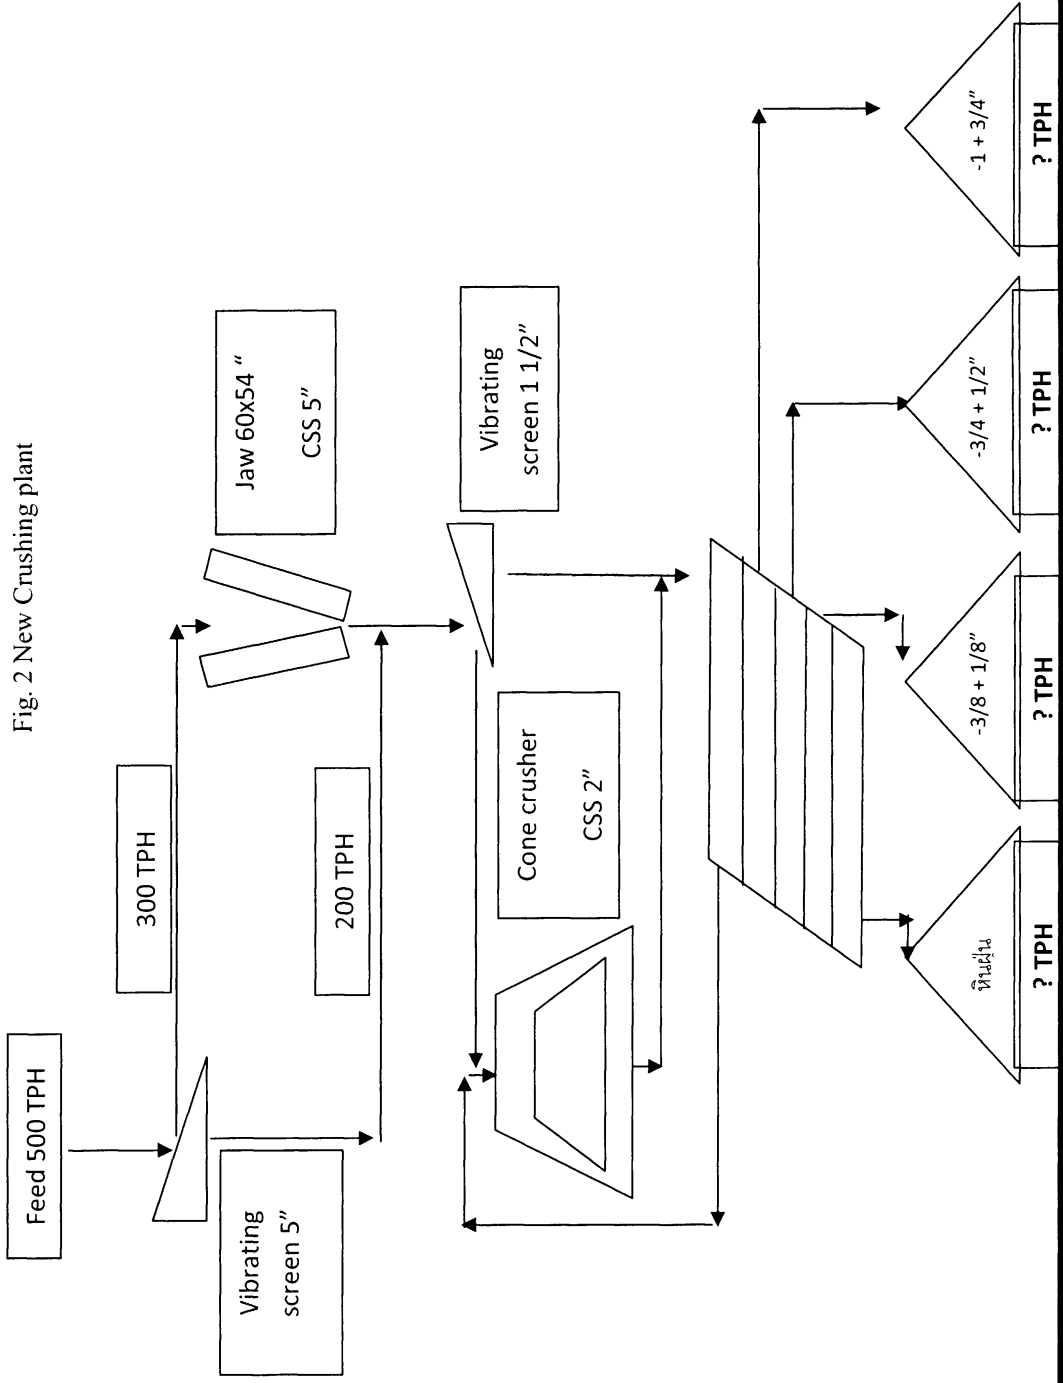 Fig. 2 New Crushing plant
Feed 500 TPH
Vibrating
screen 5”
300 TPH
200 TPH
Jaw 60x54 “
CSS 5”
Vibrating
screen 1 1/2”
Cone crusher
CSS 2”
หินฝุ่น
-3/8 + 1/8”
-3/4 + 1/2”
-1 + 3/4”
? TPH
? TPH
? TPH
? TPH